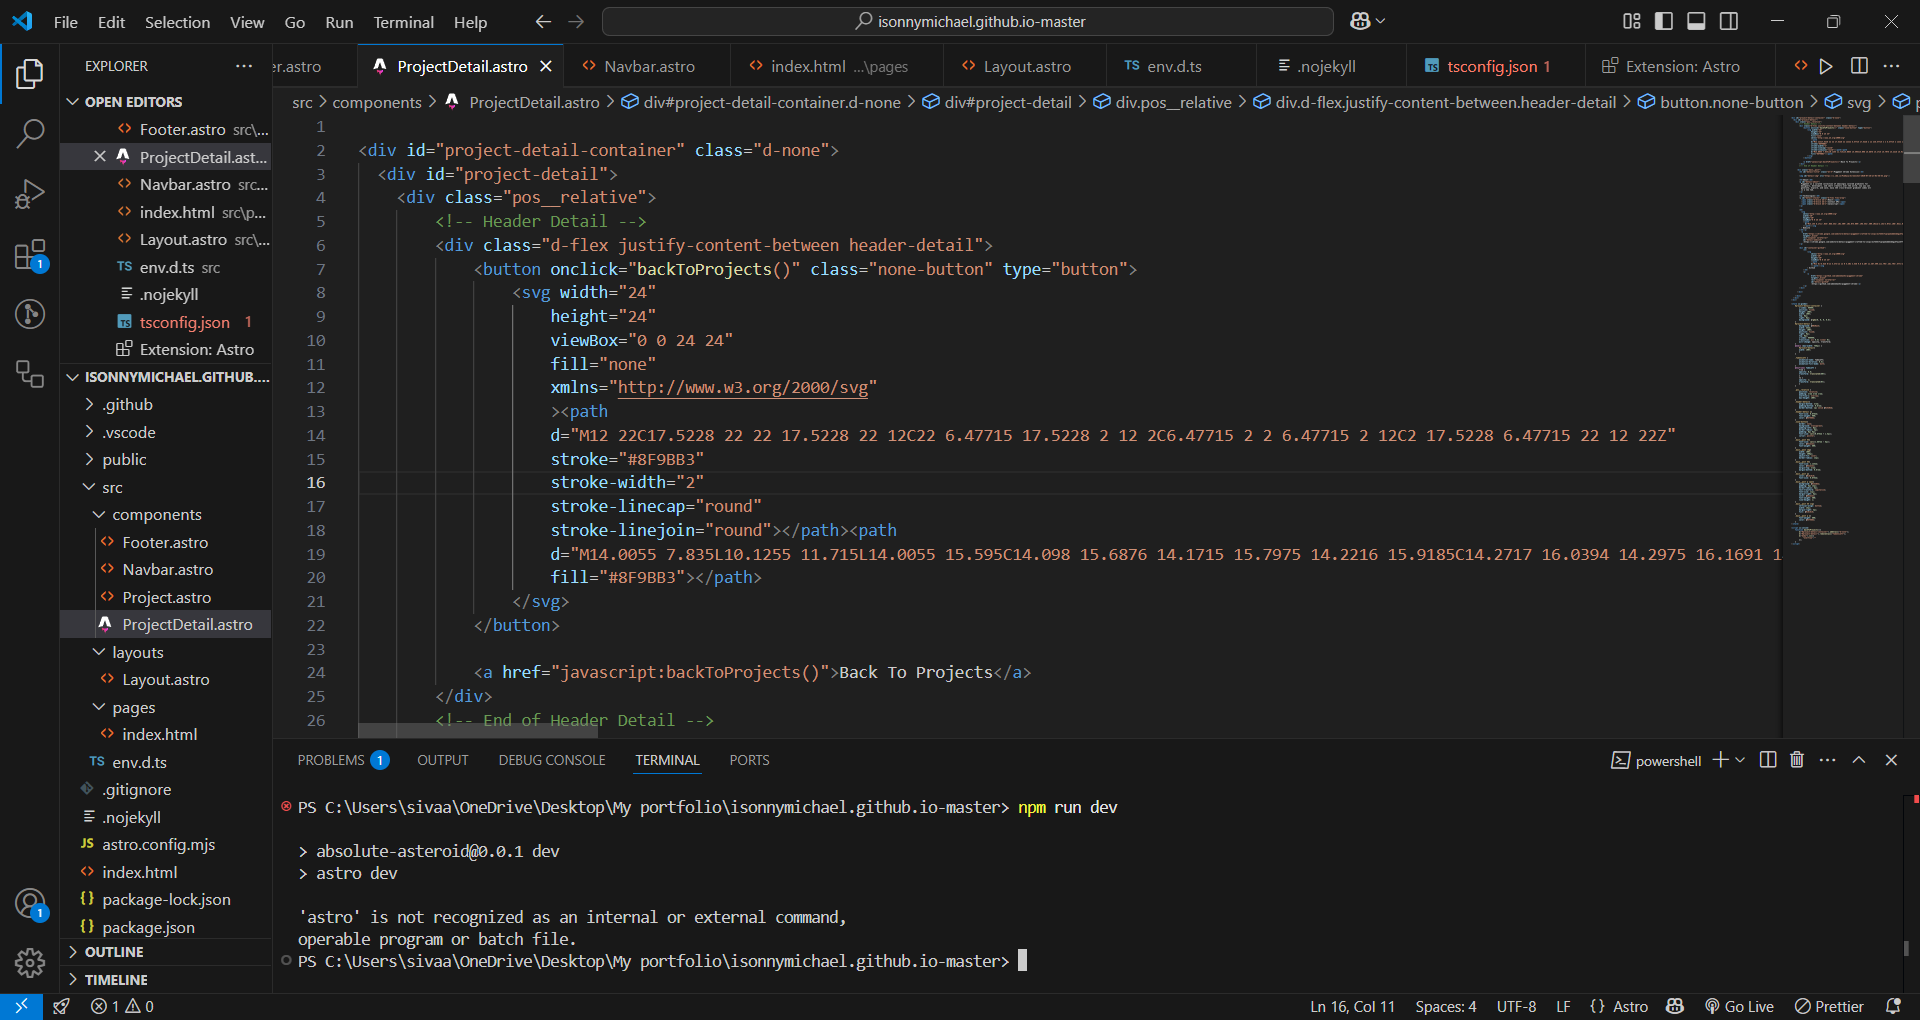 File Edit Selection View Go Run Terminal Help
isonnymichael.github.io-master
EXPLORER
er.astro ProjectDetail.astro Navbar.astro index.html ...\pages Layout.astro env.d.ts .nojekyll tsconfig.json 1 Extension: Astro
src > components > ProjectDetail.astro > div#project-detail-container.d-none > div#project-detail > div.pos__relative > div.d-flex.justify-content-between.header-detail > button.none-button > svg >
OPEN EDITORS
Footer.astro src\...
ProjectDetail.ast...
Navbar.astro src...
index.html src\p...
Layout.astro src\...
TS env.d.ts src
.nojekyll
tsconfig.json 1
Extension: Astro
ISONNYMICHAEL.GITHUB....
.github
.vscode
public
src
components
Footer.astro
Navbar.astro
Project.astro
ProjectDetail.astro
layouts
Layout.astro
pages
index.html
TS env.d.ts
.gitignore
.nojekyll
JS astro.config.mjs
index.html
{} package-lock.json
{} package.json
OUTLINE
TIMELINE
1
2 <div id="project-detail-container" class="d-none">
3 <div id="project-detail">
4 <div class="pos__relative">
5 <!-- Header Detail -->
6 <div class="d-flex justify-content-between header-detail">
7 <button onclick="backToProjects()" class="none-button" type="button">
8 <svg width="24"
9 height="24"
10 viewBox="0 0 24 24"
11 fill="none"
12 xmlns="http://www.w3.org/2000/svg"
13 ><path
14 d="M12 22C17.5228 22 22 17.5228 22 12C22 6.47715 17.5228 2 12 2C6.47715 2 2 6.47715 2 12C2 17.5228 6.47715 22 12 22Z"
15 stroke="#8F9BB3"
16 stroke-width="2"
17 stroke-linecap="round"
18 stroke-linejoin="round"></path><path
19 d="M14.0055 7.835L10.1255 11.715L14.0055 15.595C14.098 15.6876 14.1715 15.7975 14.2216 15.9185C14.2717 16.0394 14.2975 16.1691 1
20 fill="#8F9BB3"></path>
21 </svg>
22 </button>
23
24 <a href="javascript:backToProjects()">Back To Projects</a>
25 </div>
26 <!-- End of Header Detail -->
PROBLEMS 1 OUTPUT DEBUG CONSOLE TERMINAL PORTS powershell
PS C:\Users\sivaa\OneDrive\Desktop\My portfolio\isonnymichael.github.io-master> npm run dev
> absolute-asteroid@0.0.1 dev
> astro dev
'astro' is not recognized as an internal or external command,
operable program or batch file.
PS C:\Users\sivaa\OneDrive\Desktop\My portfolio\isonnymichael.github.io-master>
1 0 Ln 16, Col 11 Spaces: 4 UTF-8 LF {} Astro Go Live Prettier